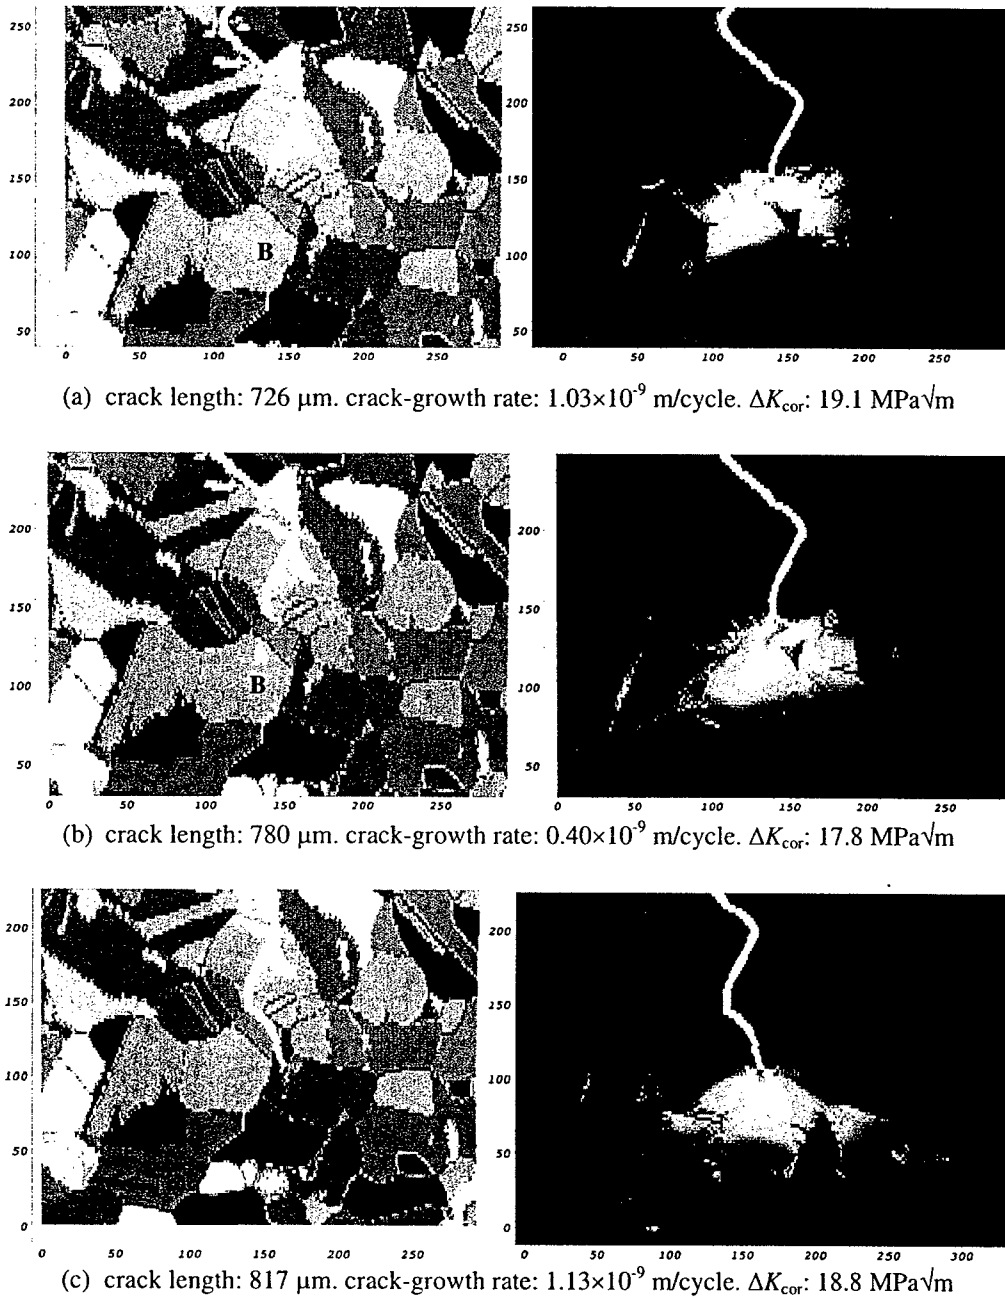 250
200
150
100
50
0 50 100 150 200 250
A
B
250
200
150
100
50
0 50 100 150 200 250
(a) crack length: 726 μm. crack-growth rate: 1.03×10⁻⁹ m/cycle. ΔK_cor: 19.1 MPa√m
200
150
100
50
0 50 100 150 200 250
B
200
150
100
50
0 50 100 150 200 250
(b) crack length: 780 μm. crack-growth rate: 0.40×10⁻⁹ m/cycle. ΔK_cor: 17.8 MPa√m
200
150
100
50
0
0 50 100 150 200 250
200
150
100
50
0
0 50 100 150 200 250 300
(c) crack length: 817 μm. crack-growth rate: 1.13×10⁻⁹ m/cycle. ΔK_cor: 18.8 MPa√m